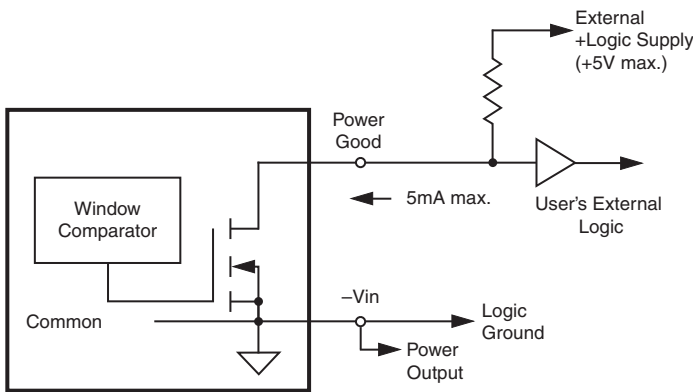 External
+Logic Supply
(+5V max.)
Power
Good
5mA max.
User's External
Logic
Window
Comparator
Common
–Vin
Logic
Ground
Power
Output